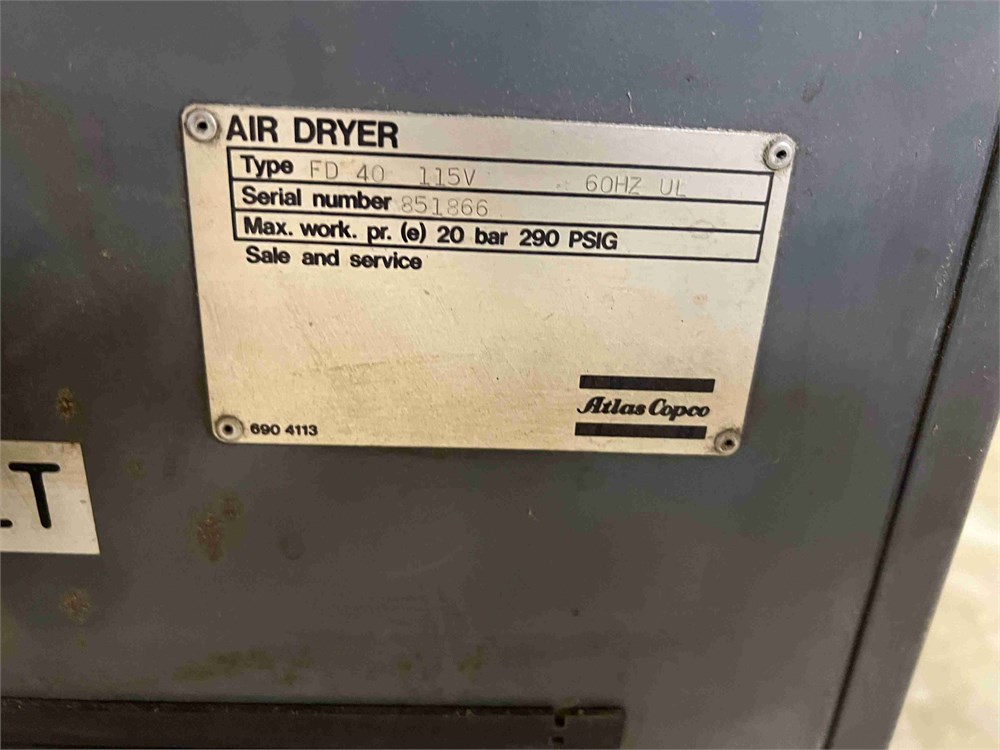 AIR DRYER
Type FD 40 115V 60HZ UL
Serial number 851866
Max. work. pr. (e) 20 bar 290 PSIG
Sale and service
Atlas Copco
690 4113
LT